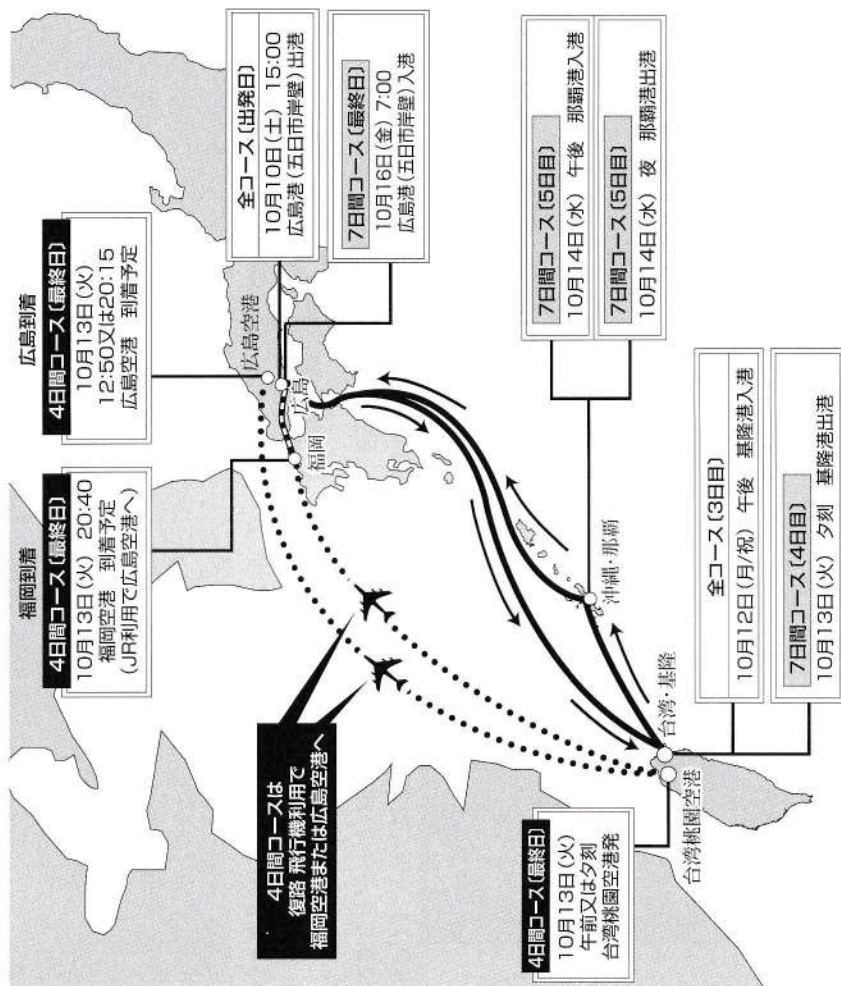 福岡到着
4日間コース〔最終日〕
10月13日(火) 20:40
福岡空港 到着予定
(JR利用で広島空港へ)
広島到着
4日間コース〔最終日〕
10月13日(火)
12:50又は20:15
広島空港 到着予定
全コース〔出発日〕
10月10日(土) 15:00
広島港(五日市岸壁)出港
7日間コース〔最終日〕
10月16日(金) 7:00
広島港(五日市岸壁)入港
広島空港
広島
福岡
4日間コースは
復路 飛行機利用で
福岡空港または広島空港へ
沖縄・那覇
7日間コース〔5日目〕
10月14日(水) 午後 那覇港入港
7日間コース〔5日目〕
10月14日(水) 夜 那覇港出港
台湾・基隆
台湾桃園空港
4日間コース〔最終日〕
10月13日(火)
午前又は夕刻
台湾桃園空港発
全コース〔3日目〕
10月12日(月/祝) 午後 基隆港入港
7日間コース〔4日目〕
10月13日(火) 夕刻 基隆港出港